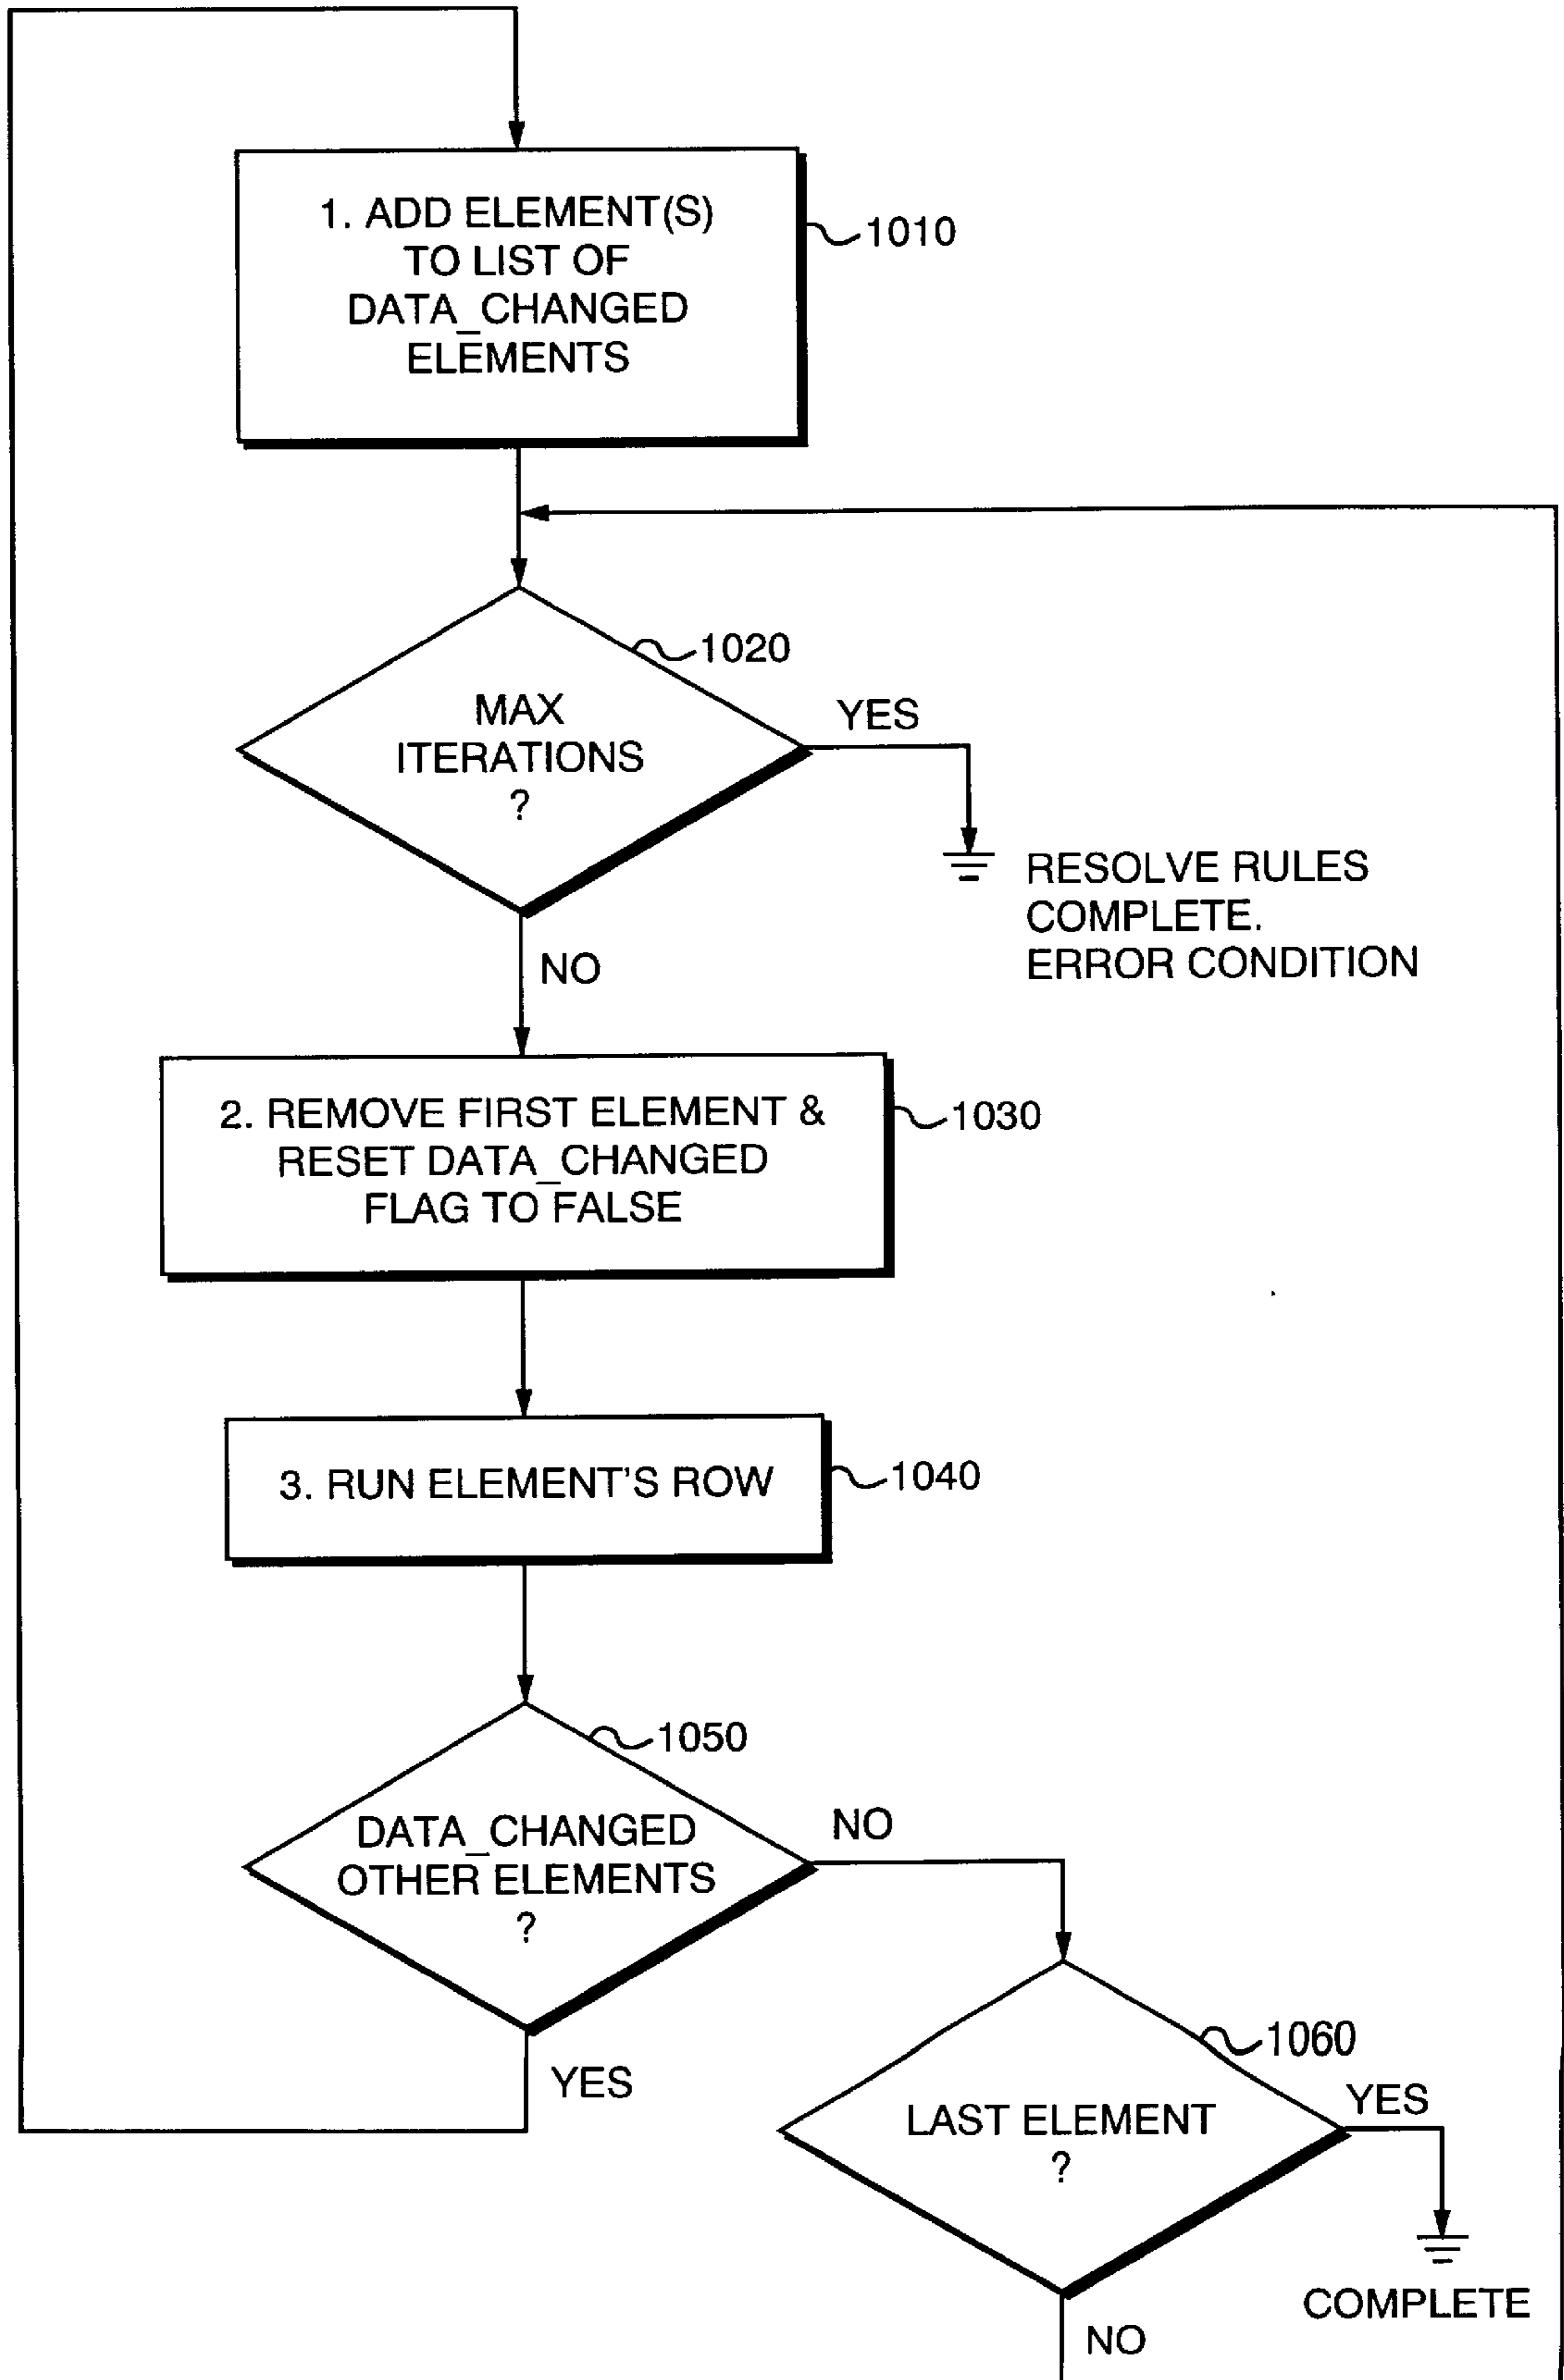 1. ADD ELEMENT(S)
TO LIST OF
DATA_CHANGED
ELEMENTS
1010
1020
MAX
ITERATIONS
?
YES
RESOLVE RULES
COMPLETE.
ERROR CONDITION
NO
2. REMOVE FIRST ELEMENT &
RESET DATA_CHANGED
FLAG TO FALSE
1030
3. RUN ELEMENT'S ROW
1040
1050
DATA_CHANGED
OTHER ELEMENTS
?
NO
YES
1060
LAST ELEMENT
?
YES
COMPLETE
NO